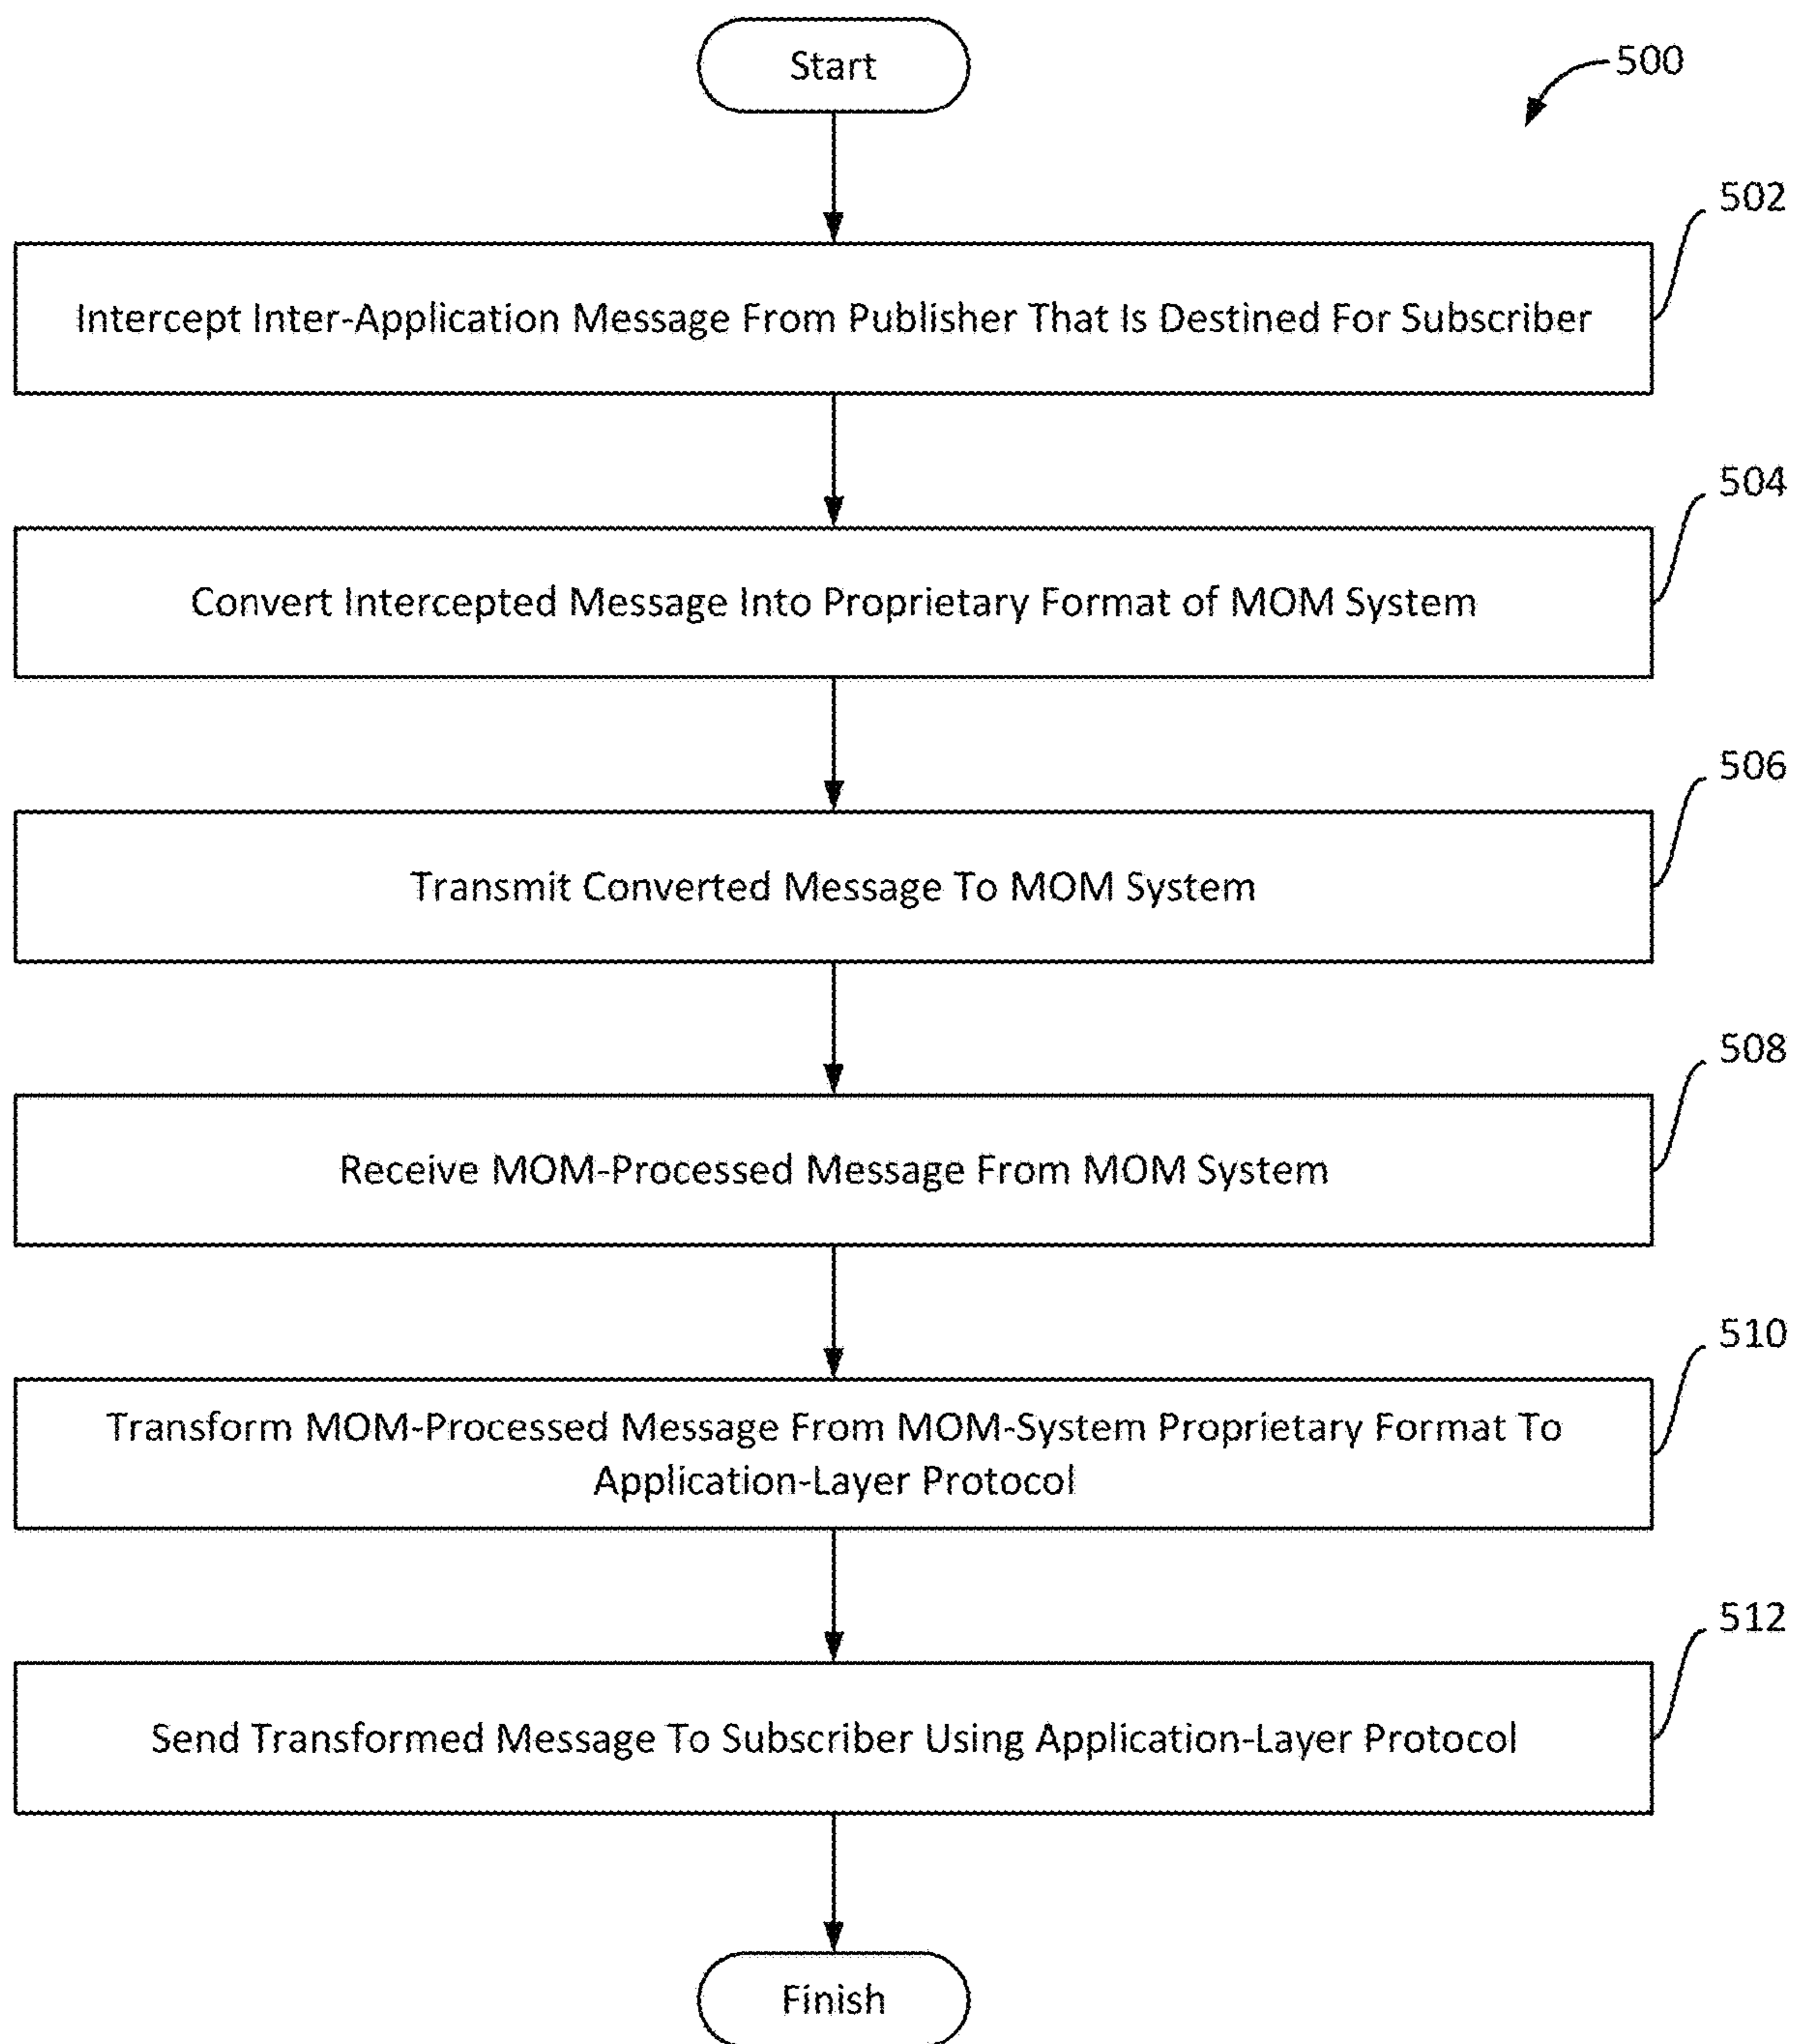 Start
500
502
Intercept Inter-Application Message From Publisher That Is Destined For Subscriber
504
Convert Intercepted Message Into Proprietary Format of MOM System
506
Transmit Converted Message To MOM System
508
Receive MOM-Processed Message From MOM System
510
Transform MOM-Processed Message From MOM-System Proprietary Format To
Application-Layer Protocol
512
Send Transformed Message To Subscriber Using Application-Layer Protocol
Finish